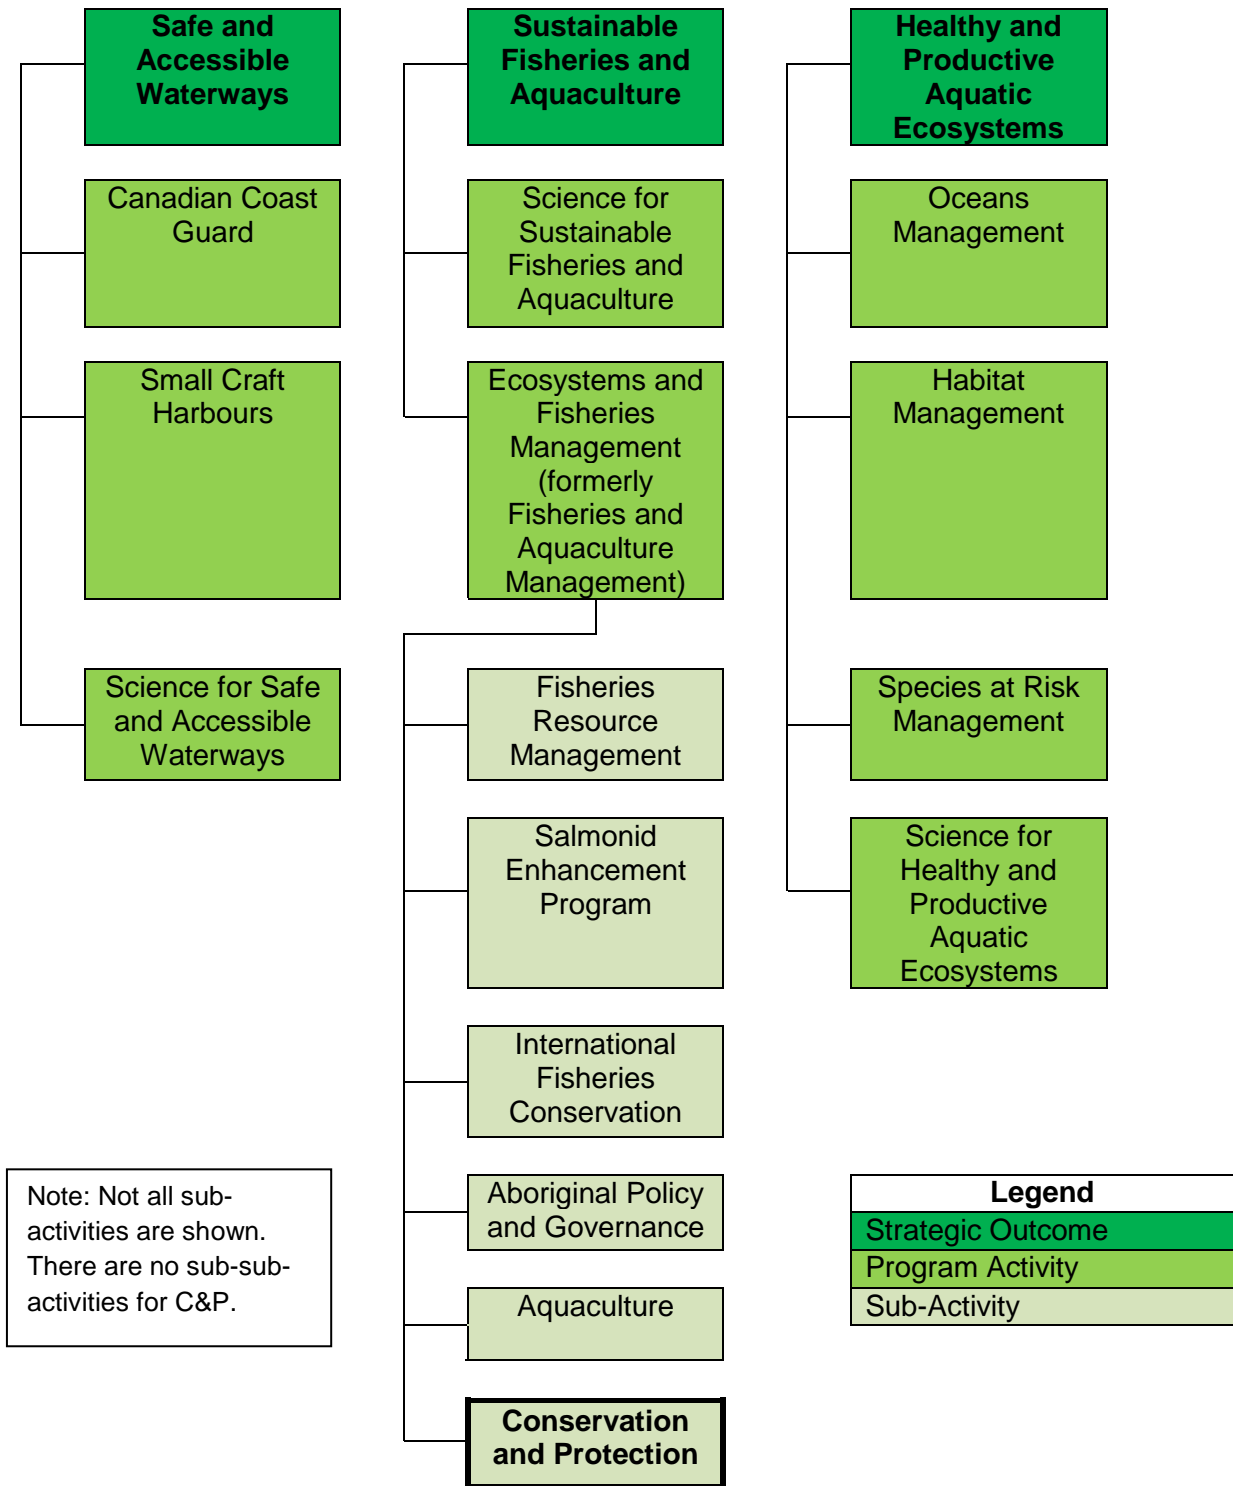 Safe and
Accessible
Waterways
Canadian Coast
Guard
Small Craft
Harbours
Science for Safe
and Accessible
Waterways
Sustainable
Fisheries and
Aquaculture
Science for
Sustainable
Fisheries and
Aquaculture
Ecosystems and
Fisheries
Management
(formerly
Fisheries and
Aquaculture
Management)
Fisheries
Resource
Management
Salmonid
Enhancement
Program
International
Fisheries
Conservation
Aboriginal Policy
and Governance
Aquaculture
Conservation
and Protection
Healthy and
Productive
Aquatic
Ecosystems
Oceans
Management
Habitat
Management
Species at Risk
Management
Science for
Healthy and
Productive
Aquatic
Ecosystems
Note: Not all sub-
activities are shown.
There are no sub-sub-
activities for C&P.
Legend
Strategic Outcome
Program Activity
Sub-Activity